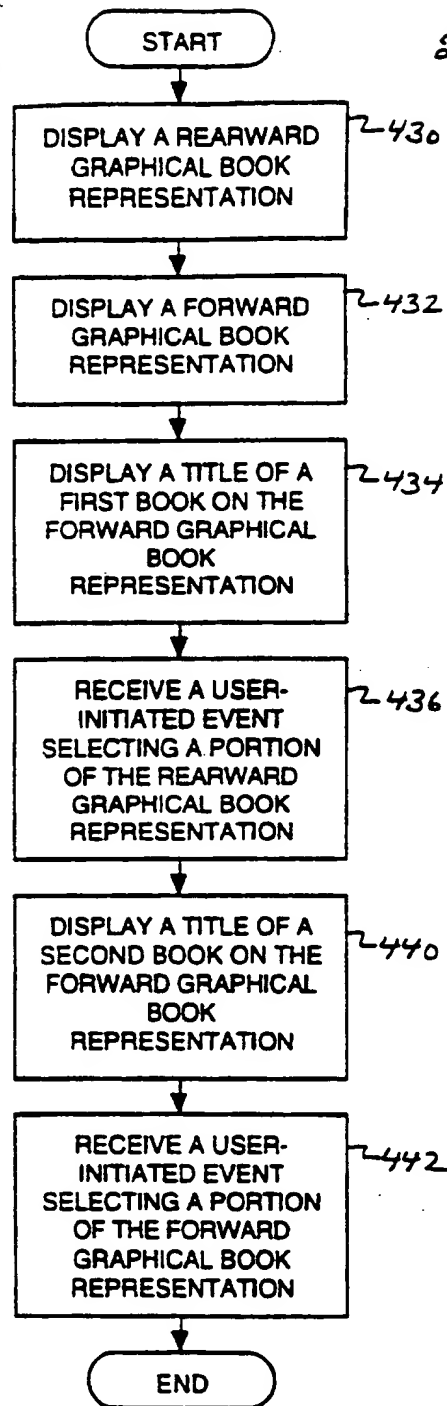 START
DISPLAY A REARWARD
GRAPHICAL BOOK
REPRESENTATION
430
DISPLAY A FORWARD
GRAPHICAL BOOK
REPRESENTATION
432
DISPLAY A TITLE OF A
FIRST BOOK ON THE
FORWARD GRAPHICAL
BOOK
REPRESENTATION
434
RECEIVE A USER-
INITIATED EVENT
SELECTING A PORTION
OF THE REARWARD
GRAPHICAL BOOK
REPRESENTATION
436
DISPLAY A TITLE OF A
SECOND BOOK ON THE
FORWARD GRAPHICAL
BOOK
REPRESENTATION
440
RECEIVE A USER-
INITIATED EVENT
SELECTING A PORTION
OF THE FORWARD
GRAPHICAL BOOK
REPRESENTATION
442
END